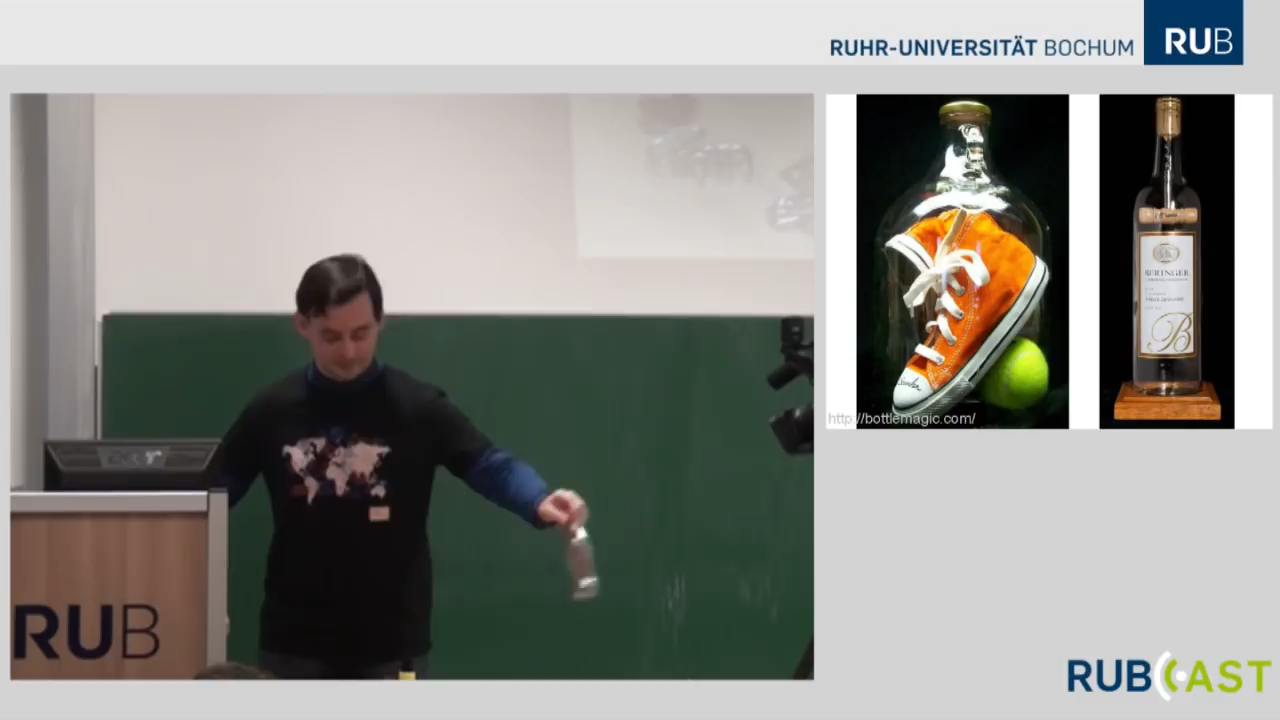 RUHR-UNIVERSITÄT BOCHUM RUB
BERINGER
B
http://bottlemagic.com/
RUB
RUBCAST